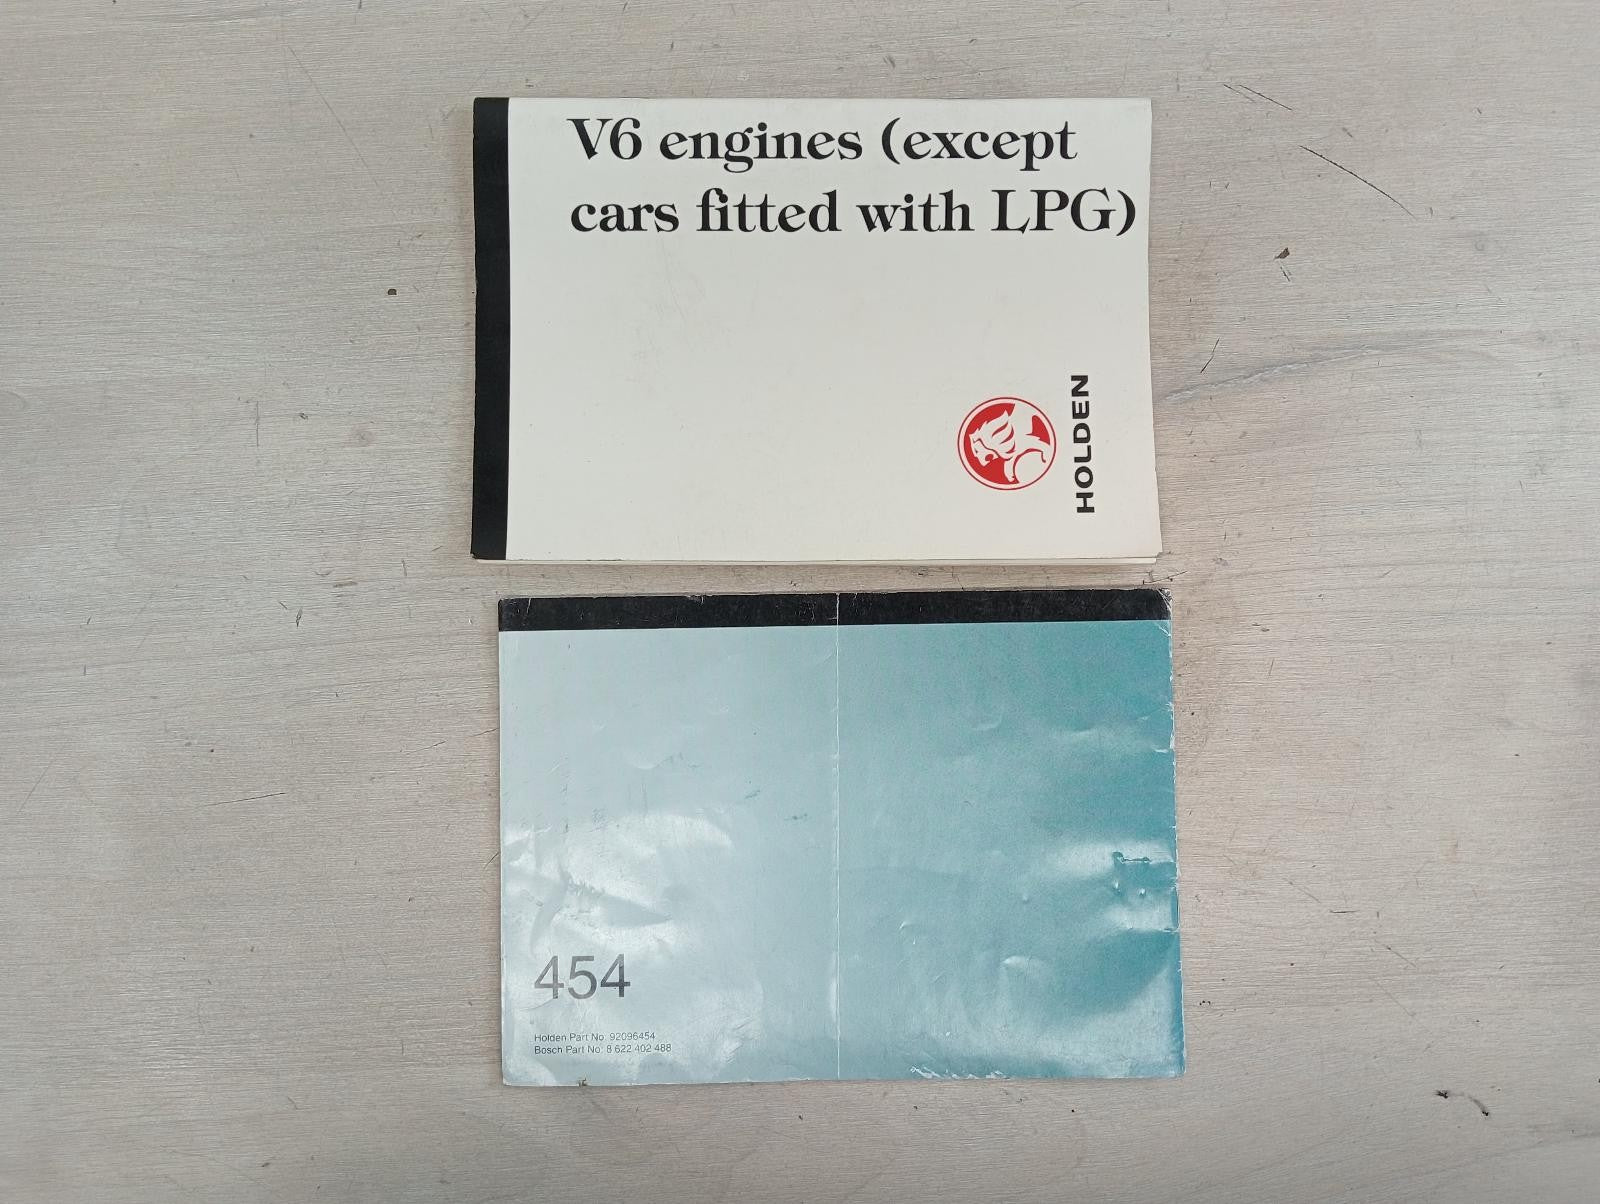 V6 engines (except
cars fitted with LPG)
HOLDEN
454
Holden Part No: 92096454
Bosch Part No: 8 622 402 488